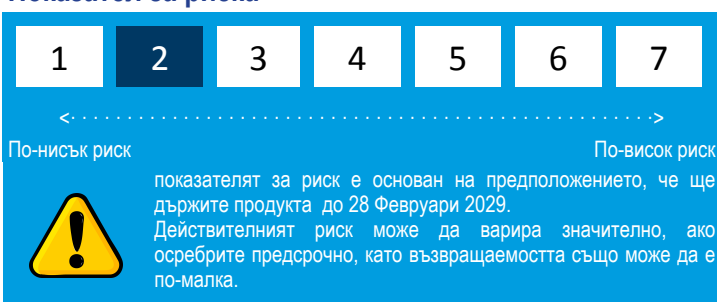 Показател за риска
1 2 3 4 5 6 7
<· · · · · · · · · · · · · · · · · · · · · · · · · · · · · · · · · · · · · · · · · · · · · · · · · · · · · · · · · · · · · · ·>
По-нисък риск По-висок риск
показателят за риск е основан на предположението, че ще
държите продукта до 28 Февруари 2029.
Действителният риск може да варира значително, ако
осребрите предсрочно, като възвращаемостта също може да е
по-малка.